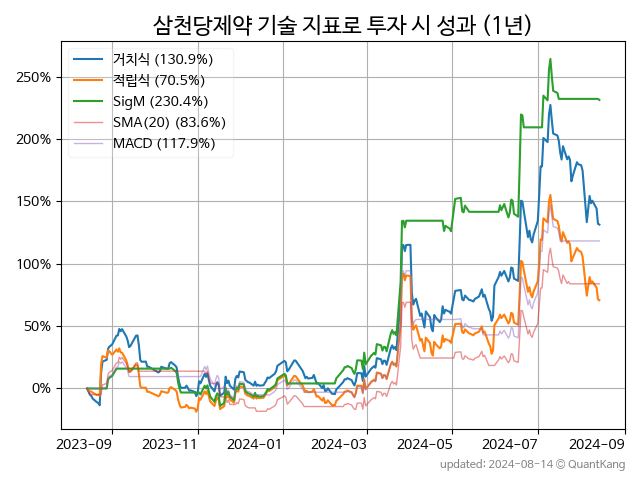 삼천당제약 기술 지표로 투자 시 성과 (1년)
거치식 (130.9%)
적립식 (70.5%)
SigM (230.4%)
SMA(20) (83.6%)
MACD (117.9%)
250%
200%
150%
100%
50%
0%
2023-09 2023-11 2024-01 2024-03 2024-05 2024-07 2024-09
updated: 2024-08-14 @ QuantKang